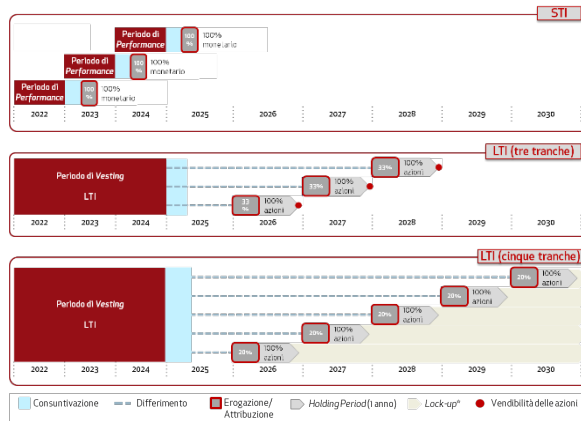 STI
Periodo di
Performance
100
%
100%
monetario
Periodo di
Performance
100
%
100%
monetario
Periodo di
Performance
100
%
100%
monetario
2022 2023 2024 2025 2026 2027 2028 2029 2030
LTI (tre tranche)
Periodo di Vesting
LTI
33%
100%
azioni
33%
100%
azioni
33
%
100%
azioni
2022 2023 2024 2025 2026 2027 2028 2029 2030
LTI (cinque tranche)
Periodo di Vesting
LTI
20%
100%
azioni
20%
100%
azioni
20%
100%
azioni
20%
100%
azioni
20%
100%
azioni
2022 2023 2024 2025 2026 2027 2028 2029 2030
Consuntivazione
Differimento
Erogazione/
Attribuzione
Holding Period (1 anno)
Lock-up*
Vendibilità delle azioni